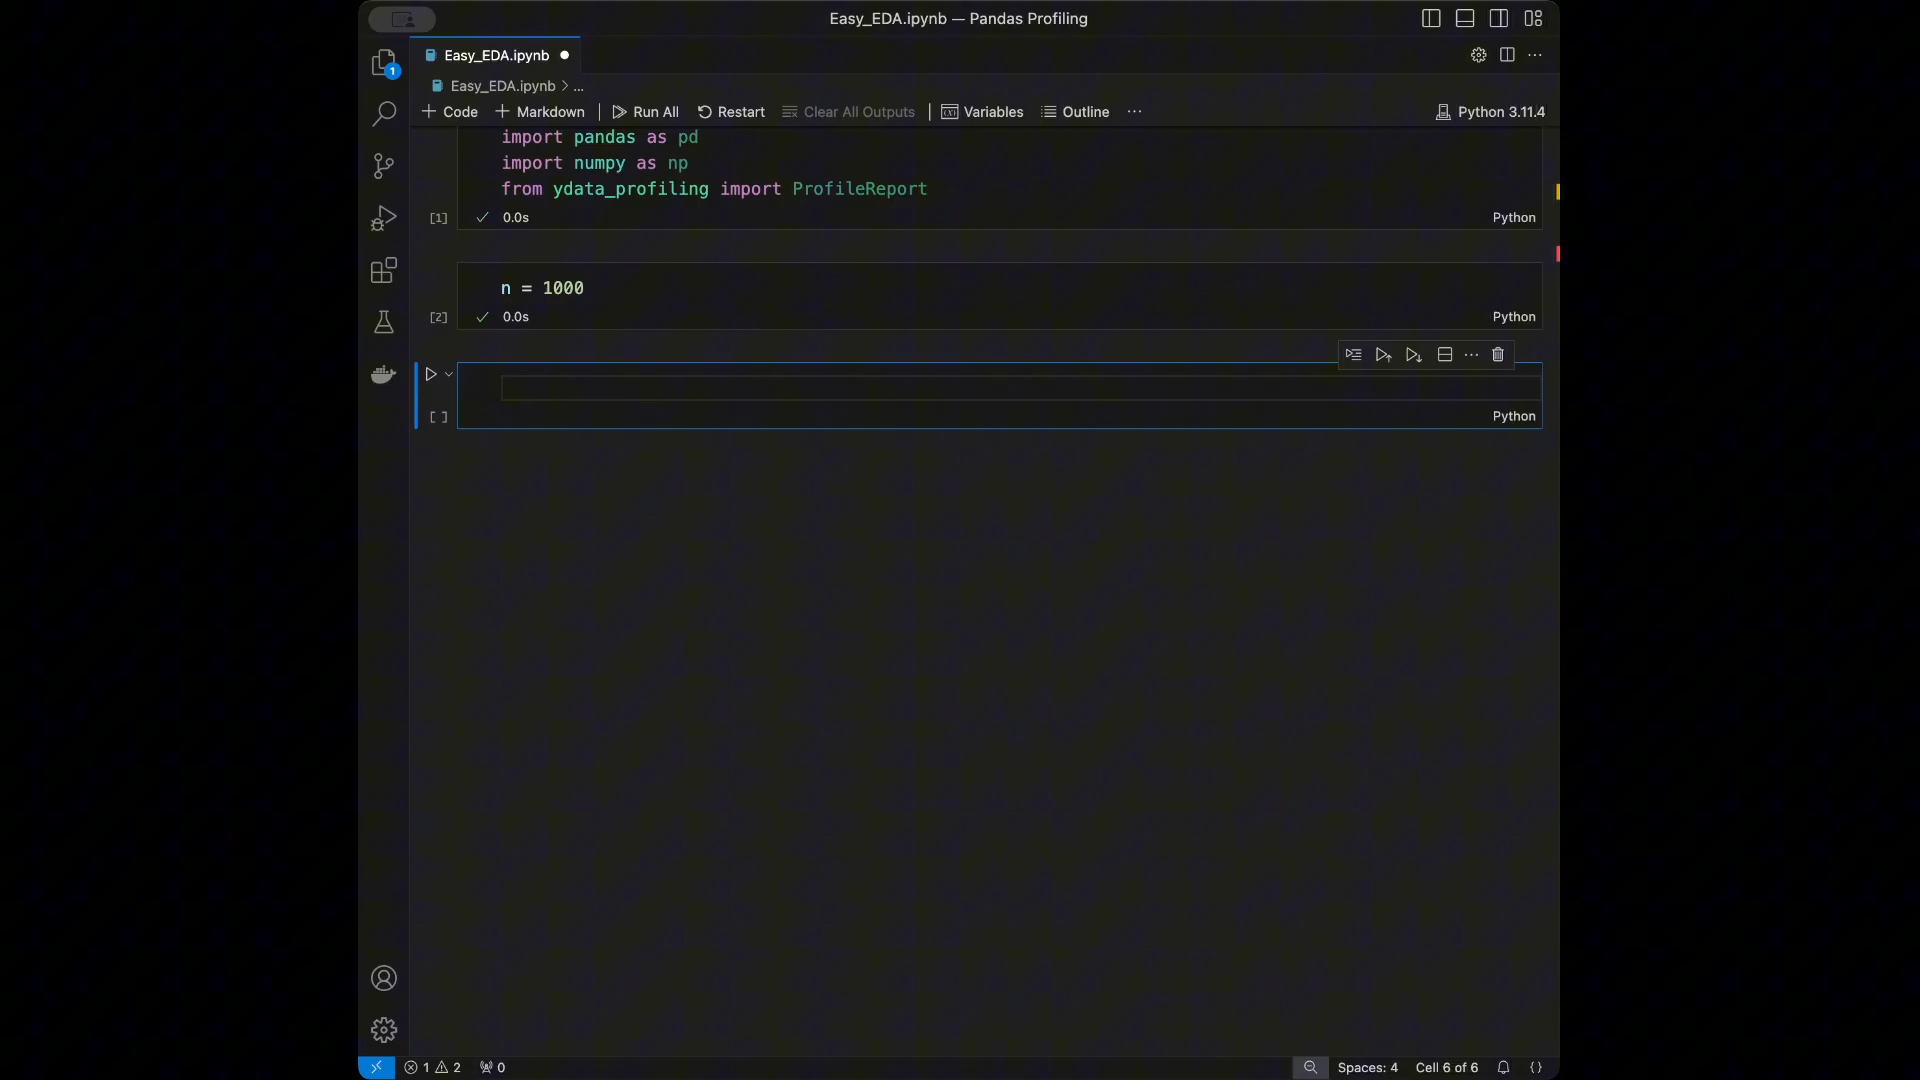 Easy_EDA.ipynb — Pandas Profiling
1
Easy_EDA.ipynb
Easy_EDA.ipynb > ...
Code Markdown Run All Restart Clear All Outputs Variables Outline ... Python 3.11.4
import pandas as pd
import numpy as np
from ydata_profiling import ProfileReport
[1] ✓ 0.0s Python
n = 1000
[2] ✓ 0.0s Python
[ ] Python
1 2 0 Spaces: 4 Cell 6 of 6 {}